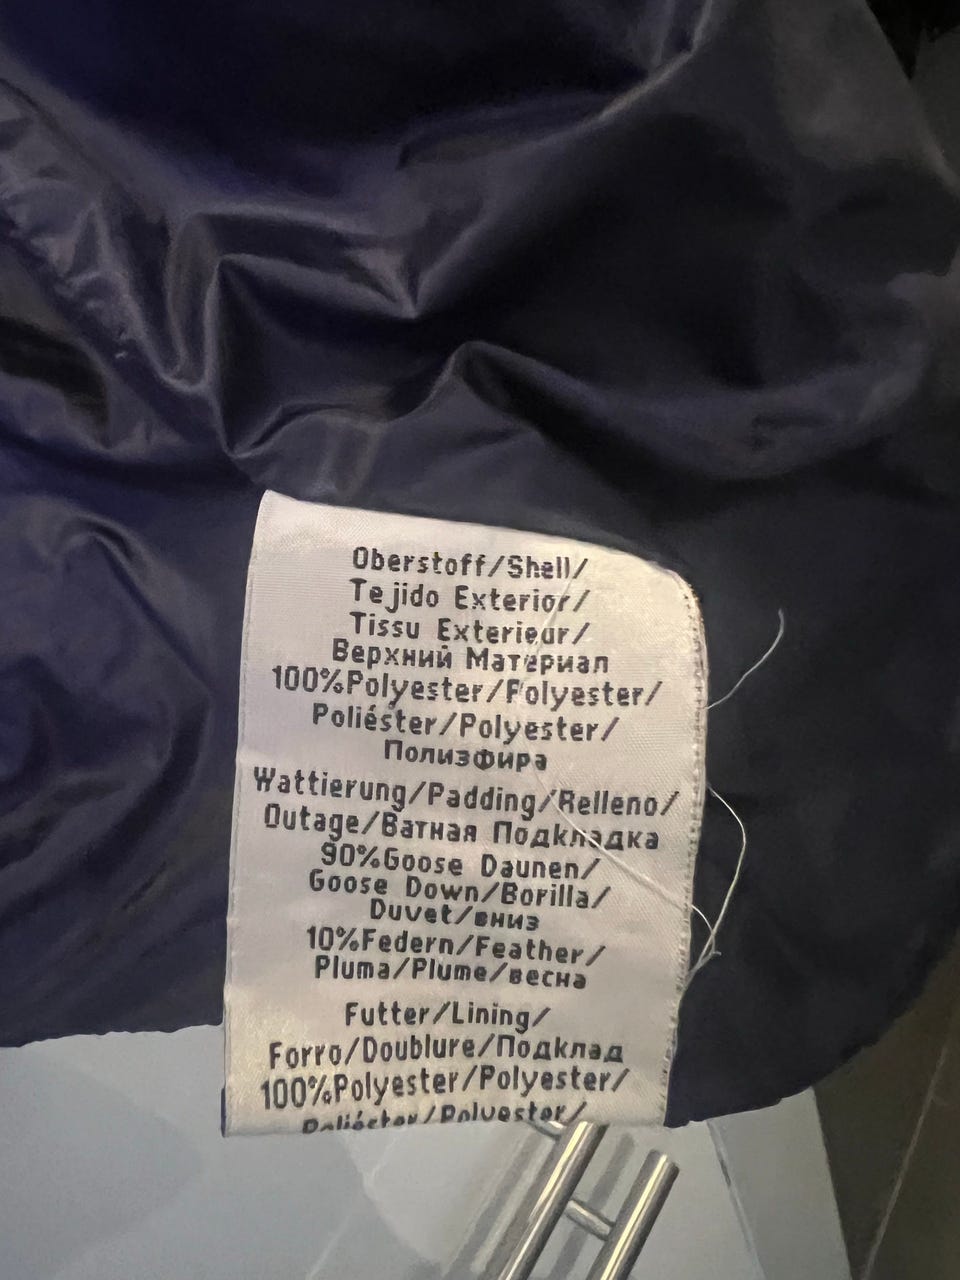 Oberstoff/Shell/
Tejido Exterior/
Tissu Exterieur/
Верхний Материал
100%Polyester/Polyester/
Poliéster/Polyester/
Полизфира
Wattierung/Padding/Relleno/
Outage/Ватная Подкладка
90%Goose Daunen/
Goose Down/Borilla/
Duvet/вниз
10%Federn/Feather/
Pluma/Plume/весна
Futter/Lining/
Forro/Doublure/Подклад
100%Polyester/Polyester/
Poliéster/Polyester/